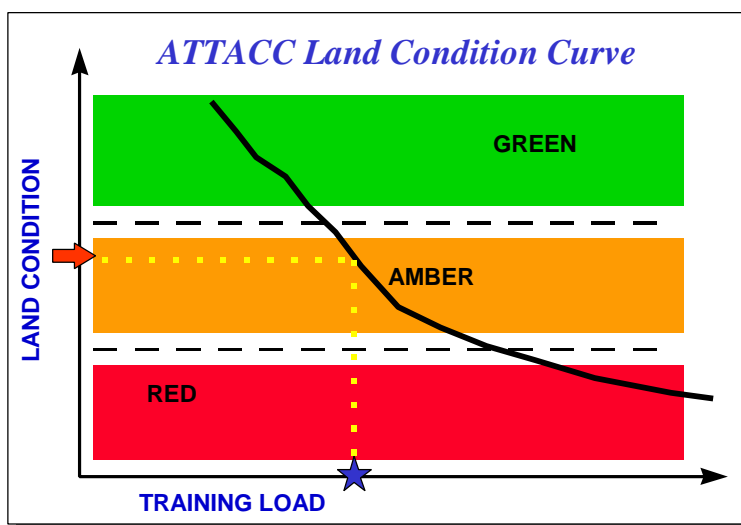 ATTACC Land Condition Curve
GREEN
LAND CONDITION
AMBER
RED
TRAINING LOAD